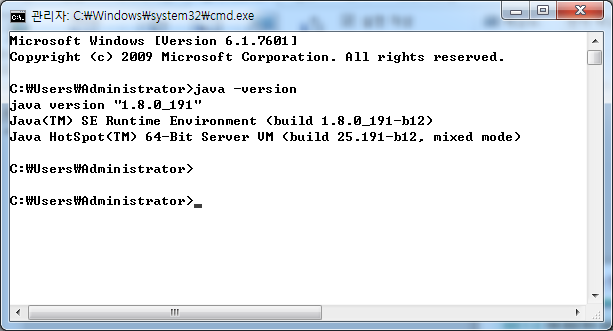 관리자: C:₩Windows₩system32₩cmd.exe
Microsoft Windows [Version 6.1.7601]
Copyright (c) 2009 Microsoft Corporation. All rights reserved.
C:₩Users₩Administrator>java -version
java version "1.8.0_191"
Java(TM) SE Runtime Environment (build 1.8.0_191-b12)
Java HotSpot(TM) 64-Bit Server VM (build 25.191-b12, mixed mode)
C:₩Users₩Administrator>
C:₩Users₩Administrator>_